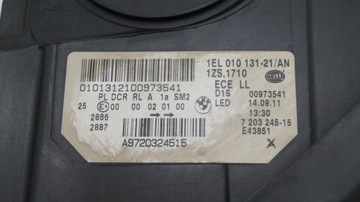 1EL 010 131-21/AN
1ZS.1710
0101312100973541
ECE LL
PL DCR RL A 1a SM2
D1S 00973541
25 E1 00 00 02 01 00
LED 14.09.11
2886
13:30
2887
7 203 245-15
E43851
A9720324515